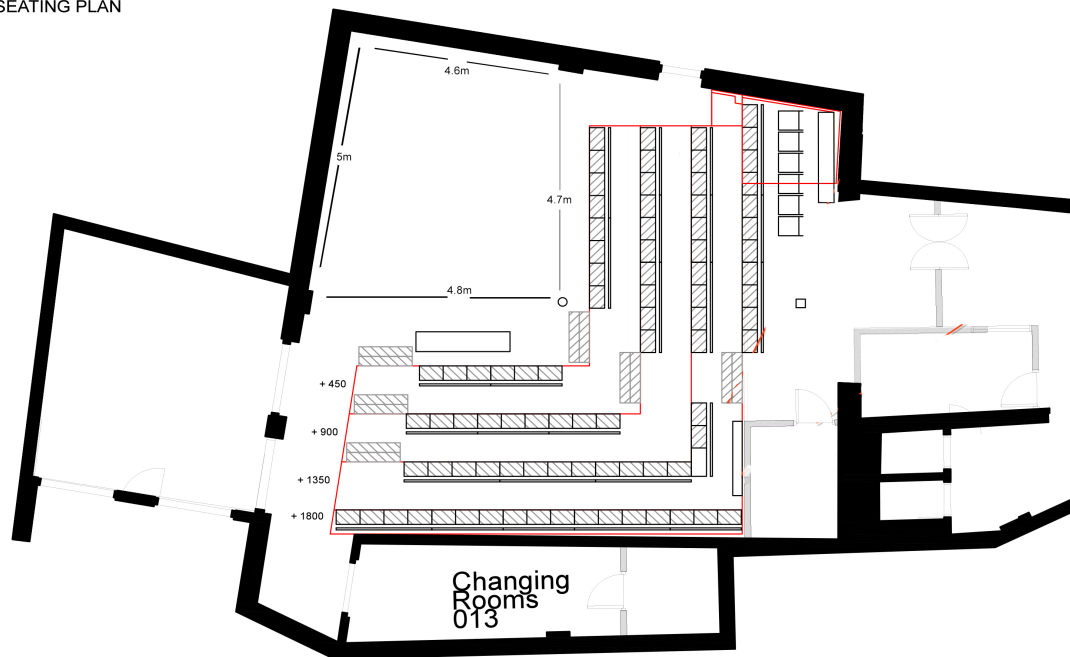 SEATING PLAN
4.6m
5m
4.7m
4.8m
+ 450
+ 900
+ 1350
+ 1800
Changing
Rooms
013